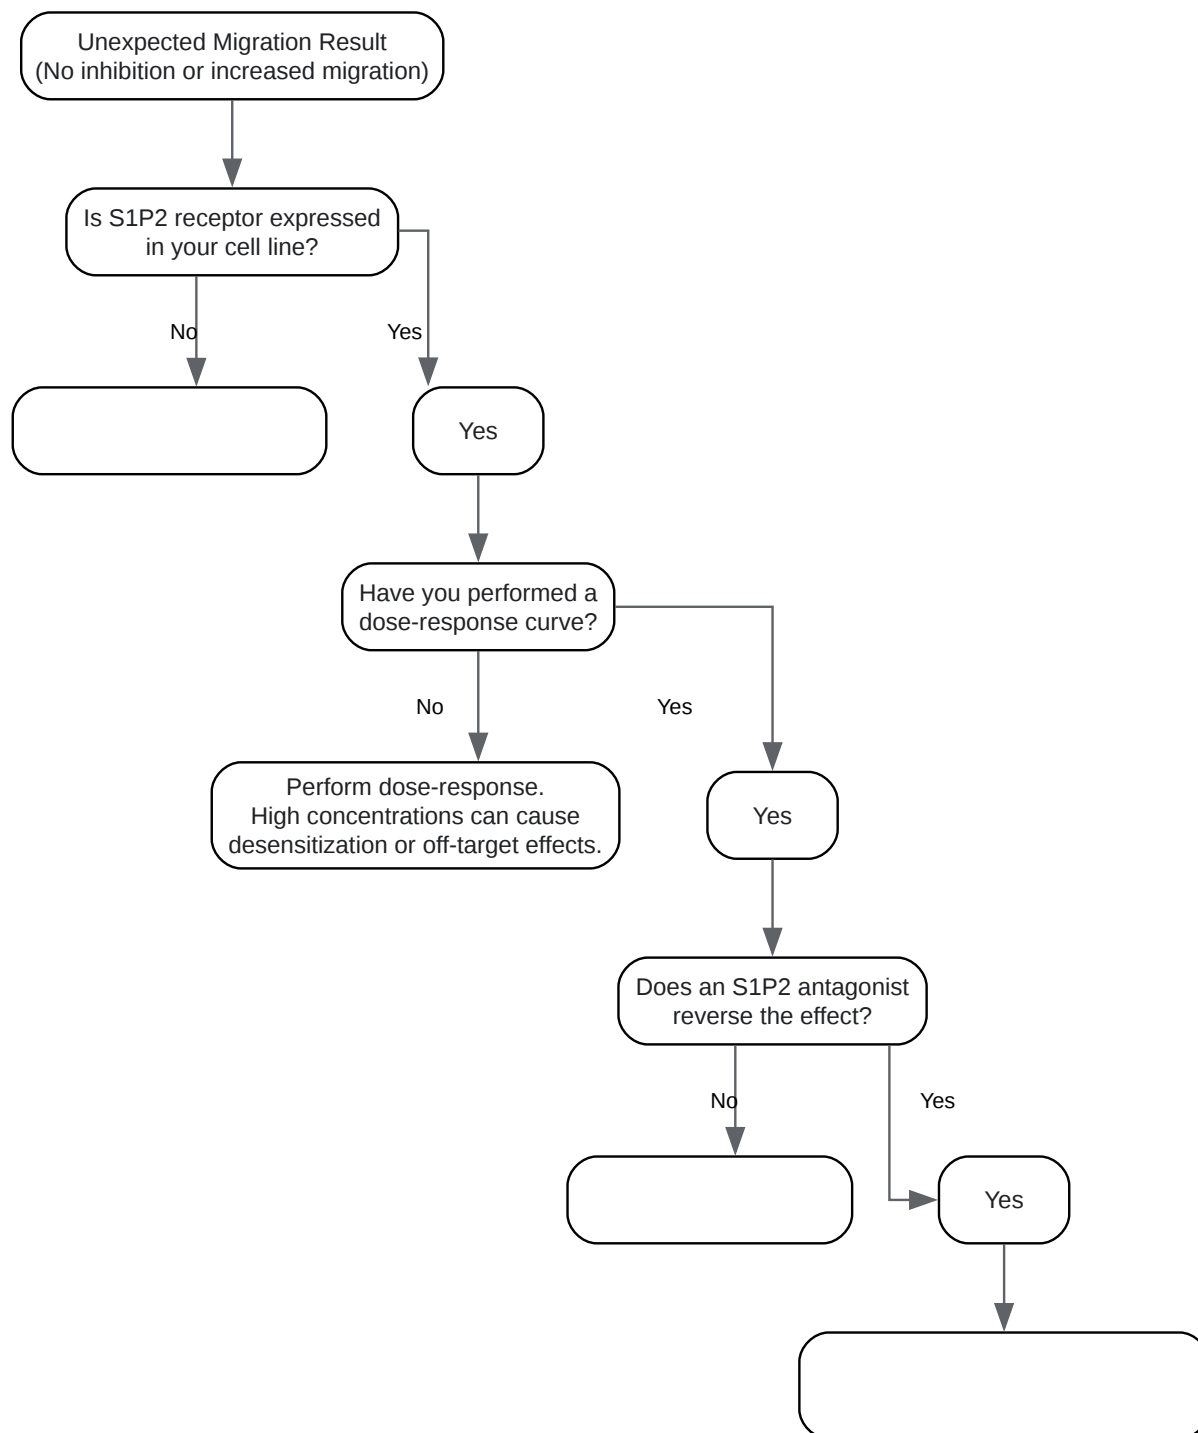 Unexpected Migration Result
(No inhibition or increased migration)
Is S1P2 receptor expressed
in your cell line?
No
Yes
Yes
Have you performed a
dose-response curve?
No
Yes
Perform dose-response.
High concentrations can cause
desensitization or off-target effects.
Yes
Does an S1P2 antagonist
reverse the effect?
No
Yes
Yes